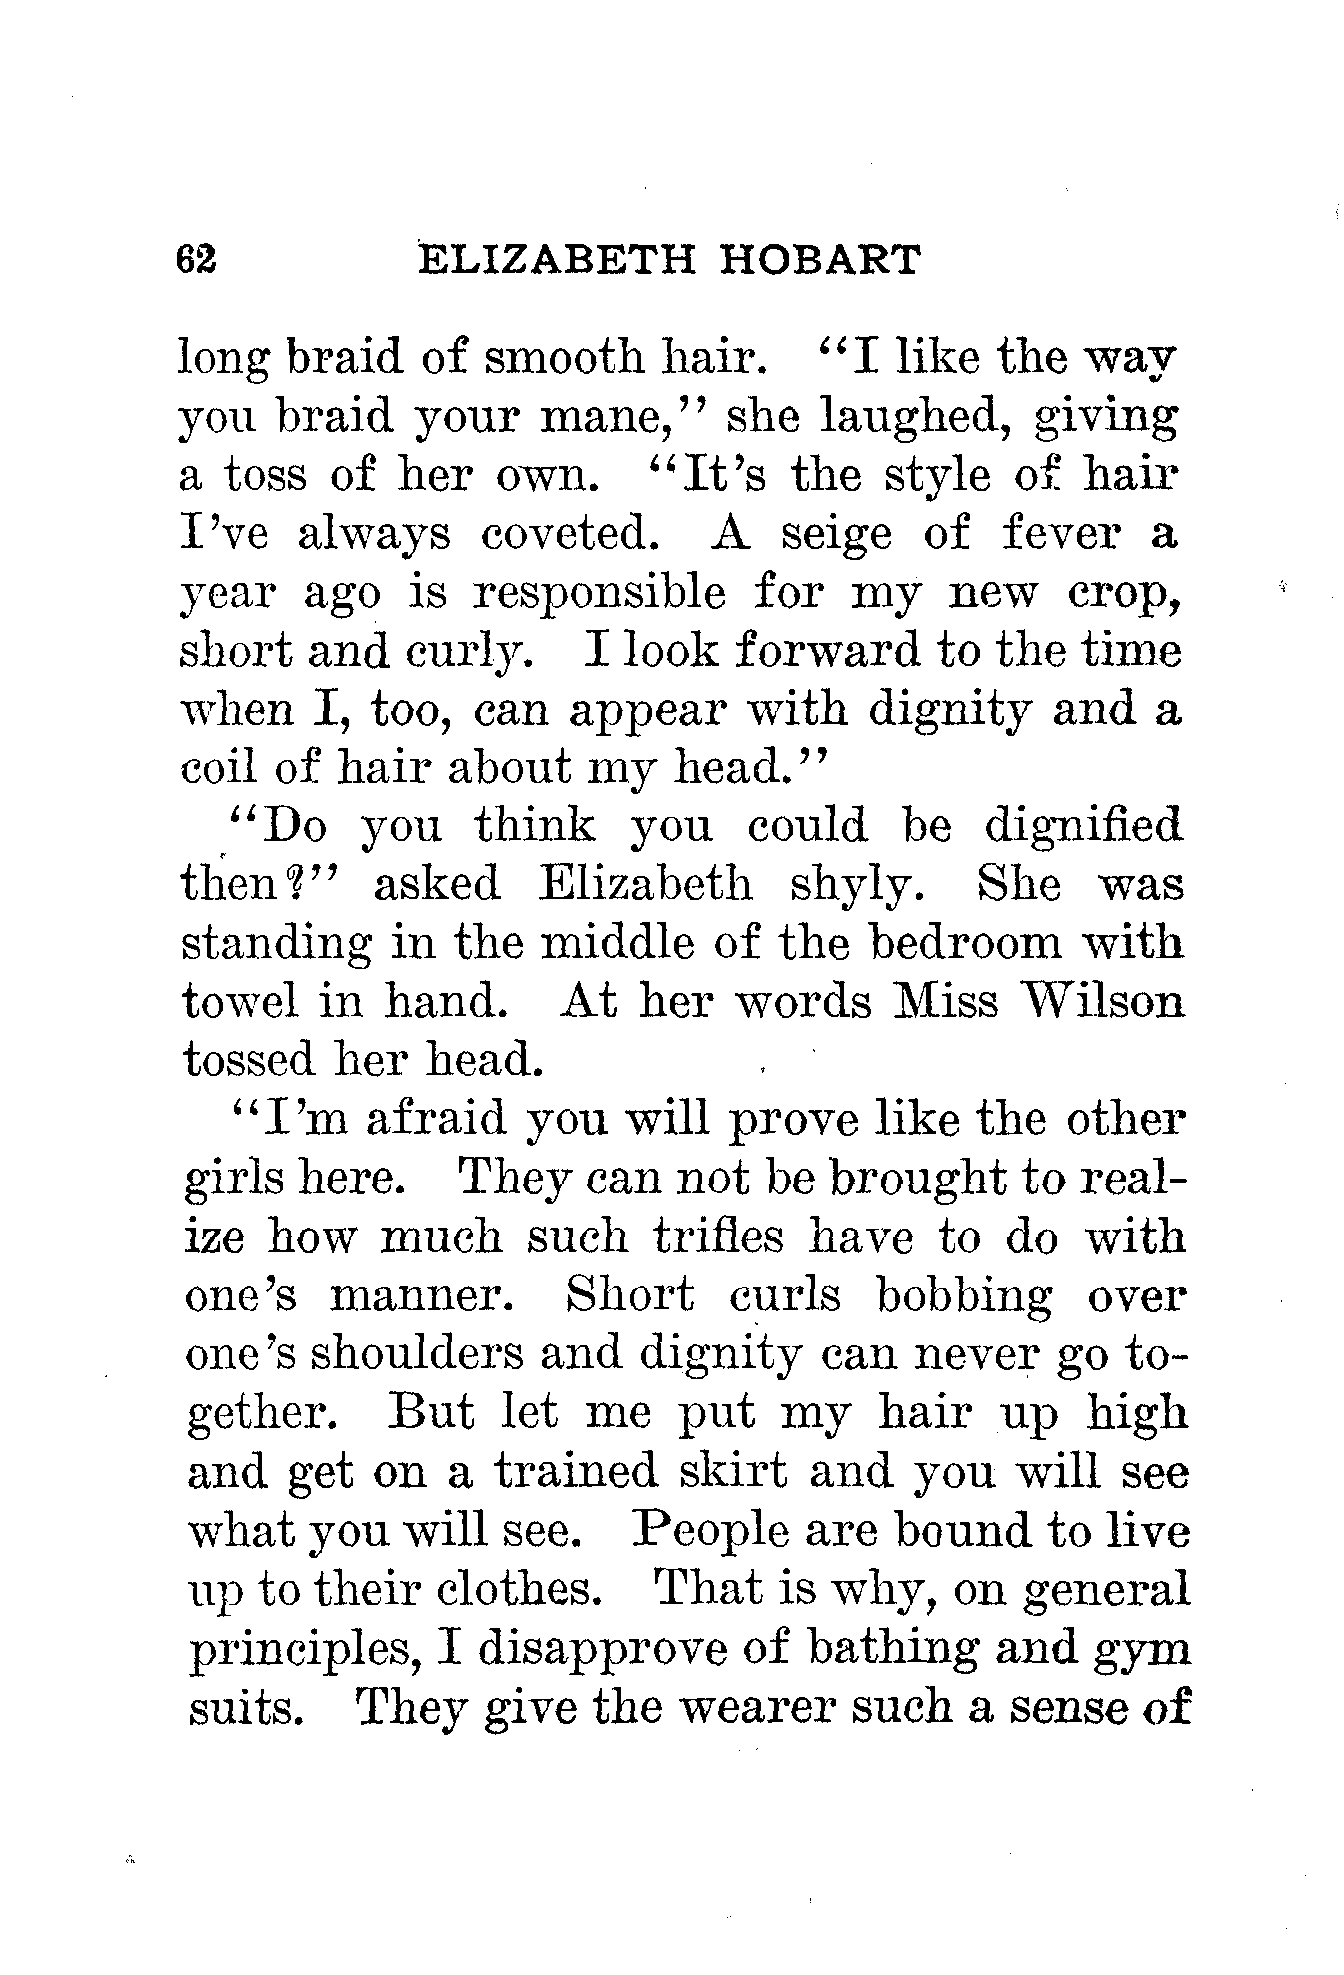 62 ELIZABETH HOBART
long braid of smooth hair. "I like the way
you braid your mane," she laughed, giving
a toss of her own. "It's the style of hair
I've always coveted. A seige of fever a
year ago is responsible for my new crop,
short and curly. I look forward to the time
when I, too, can appear with dignity and a
coil of hair about my head."
"Do you think you could be dignified
then?" asked Elizabeth shyly. She was
standing in the middle of the bedroom with
towel in hand. At her words Miss Wilson
tossed her head.
"I'm afraid you will prove like the other
girls here. They can not be brought to real-
ize how much such trifles have to do with
one's manner. Short curls bobbing over
one's shoulders and dignity can never go to-
gether. But let me put my hair up high
and get on a trained skirt and you will see
what you will see. People are bound to live
up to their clothes. That is why, on general
principles, I disapprove of bathing and gym
suits. They give the wearer such a sense of